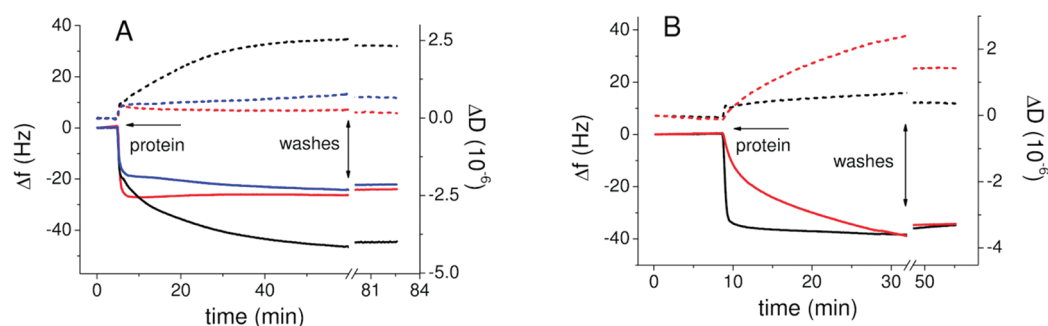 A
40
20
0
-20
-40
Δf (Hz)
protein
washes
2.5
0.0
-2.5
-5.0
ΔD (10⁻⁶)
0 20 40 81 84
time (min)
B
40
20
0
-20
-40
Δf (Hz)
protein
washes
2
0
-2
-4
ΔD (10⁻⁶)
0 10 20 30 50
time (min)